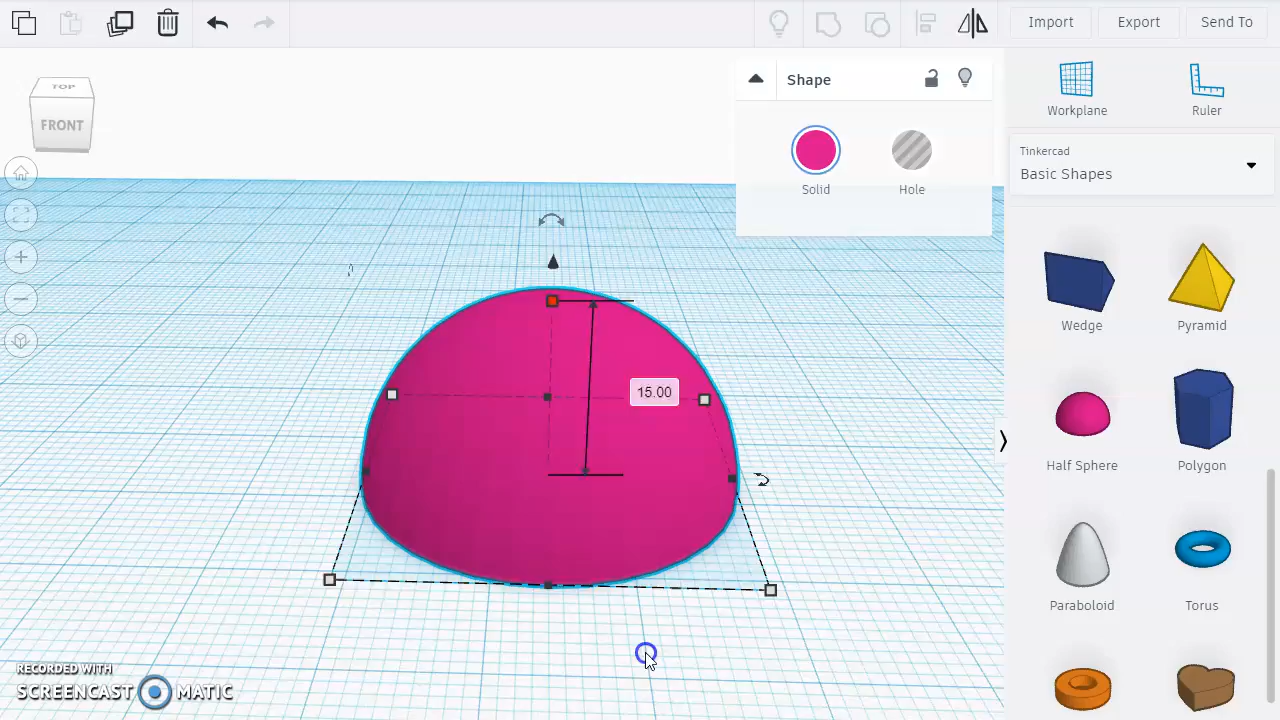 Import
Export
Send To
TOP
FRONT
Shape
Solid
Hole
Workplane
Ruler
Tinkercad
Basic Shapes
15.00
Wedge
Pyramid
Half Sphere
Polygon
Paraboloid
Torus
RECORDED WITH
SCREENCAST MATIC